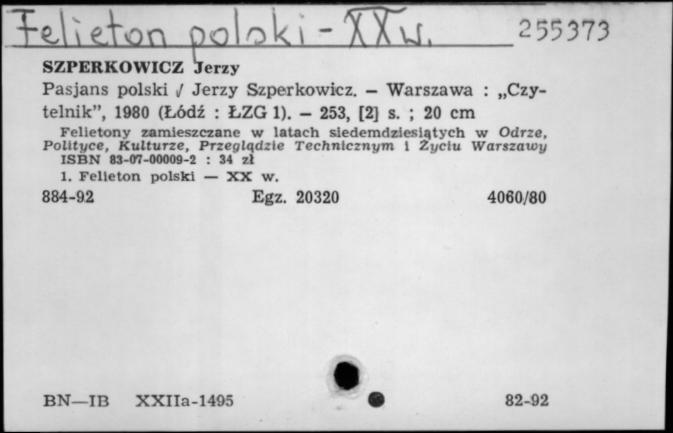 Felieton polski - XX w. 255373
SZPERKOWICZ Jerzy
Pasjans polski / Jerzy Szperkowicz. — Warszawa : „Czy-
telnik”, 1980 (Łódź : ŁZG 1). — 253, [2] s. ; 20 cm
Felietony zamieszczane w latach siedemdziesiątych w Odrze,
Polityce, Kulturze, Przeglądzie Technicznym i Życiu Warszawy
ISBN 83-07-00009-2 : 34 zł
1. Felieton polski — XX w.
884-92 Egz. 20320 4060/80
BN—IB XXIIa-1495 82-92